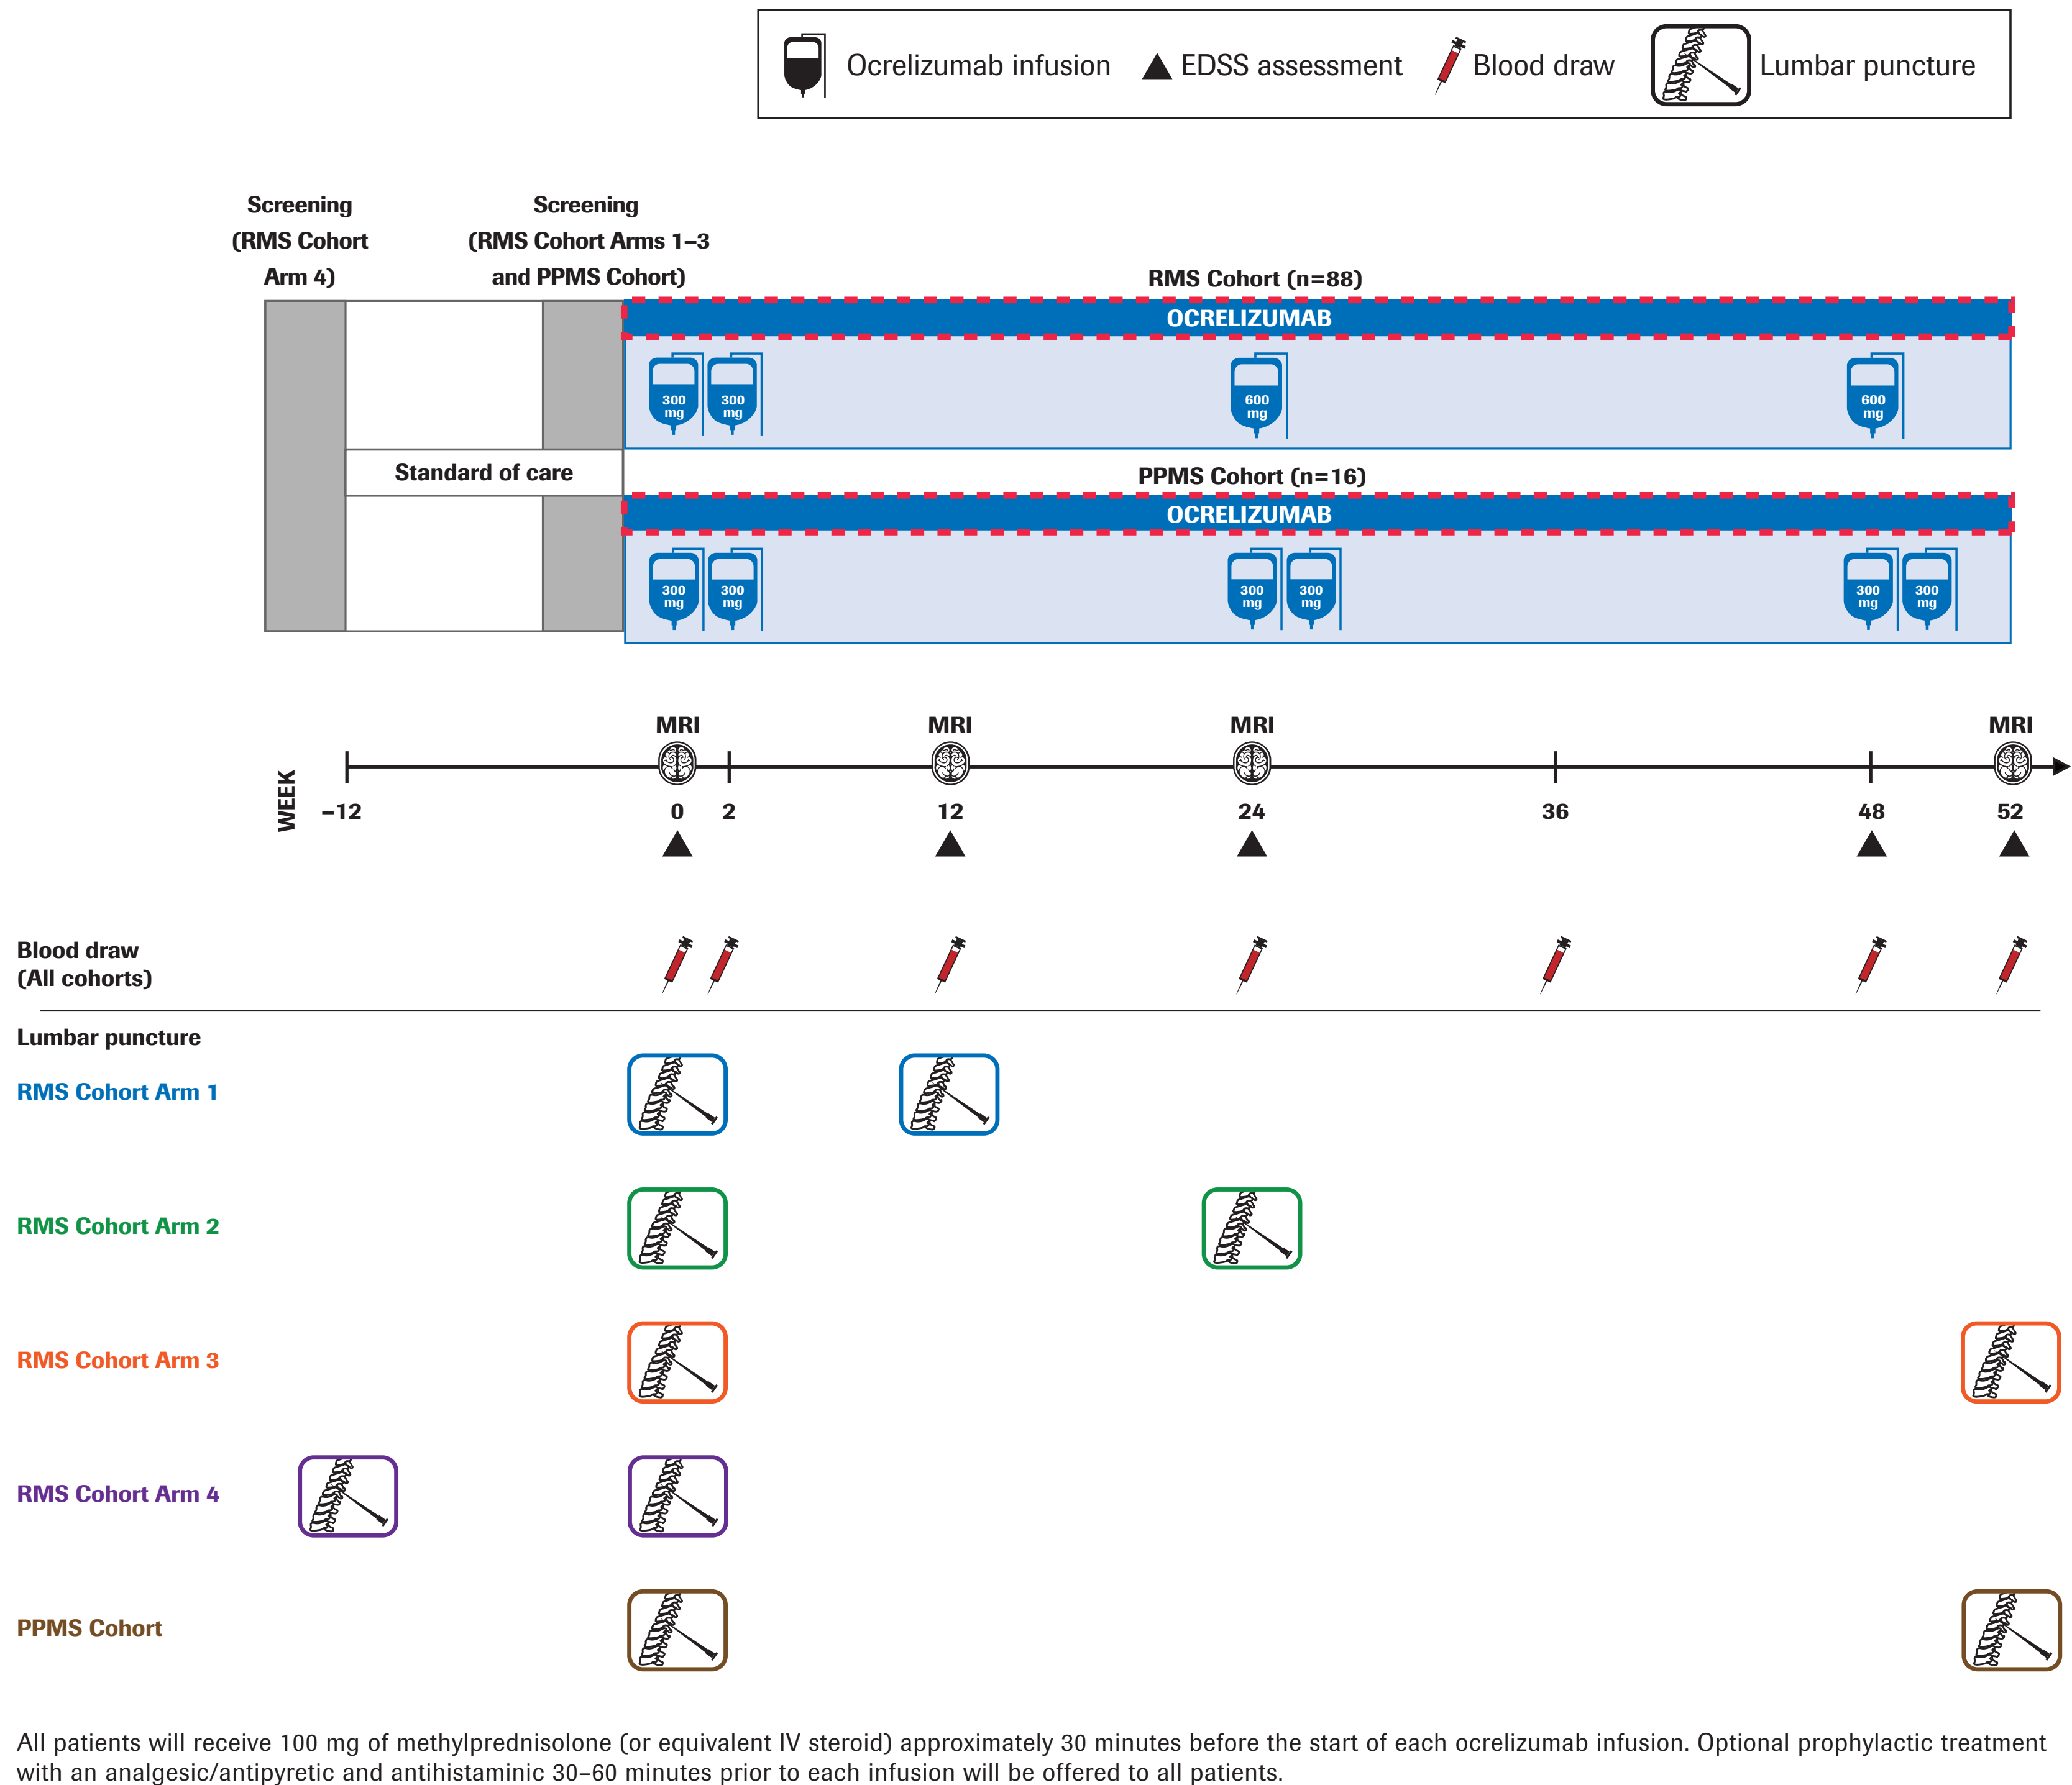 Ocrelizumab infusion EDSS assessment Blood draw Lumbar puncture
Screening
(RMS Cohort
Arm 4)
Screening
(RMS Cohort Arms 1–3
and PPMS Cohort)
RMS Cohort (n=88)
OCRELIZUMAB
300 mg
300 mg
600 mg
600 mg
Standard of care
PPMS Cohort (n=16)
OCRELIZUMAB
300 mg
300 mg
300 mg
300 mg
300 mg
300 mg
MRI MRI MRI MRI
WEEK
–12 0 2 12 24 36 48 52
Blood draw
(All cohorts)
Lumbar puncture
RMS Cohort Arm 1
RMS Cohort Arm 2
RMS Cohort Arm 3
RMS Cohort Arm 4
PPMS Cohort
All patients will receive 100 mg of methylprednisolone (or equivalent IV steroid) approximately 30 minutes before the start of each ocrelizumab infusion. Optional prophylactic treatment
with an analgesic/antipyretic and antihistaminic 30–60 minutes prior to each infusion will be offered to all patients.